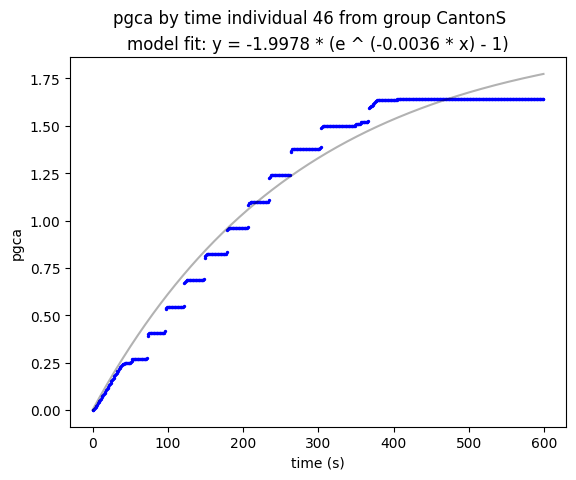 pgca by time individual 46 from group CantonS
model fit: y = -1.9978 * (e ^ (-0.0036 * x) - 1)
1.75
1.50
1.25
1.00
0.75
0.50
0.25
0.00
pgca
0 100 200 300 400 500 600
time (s)